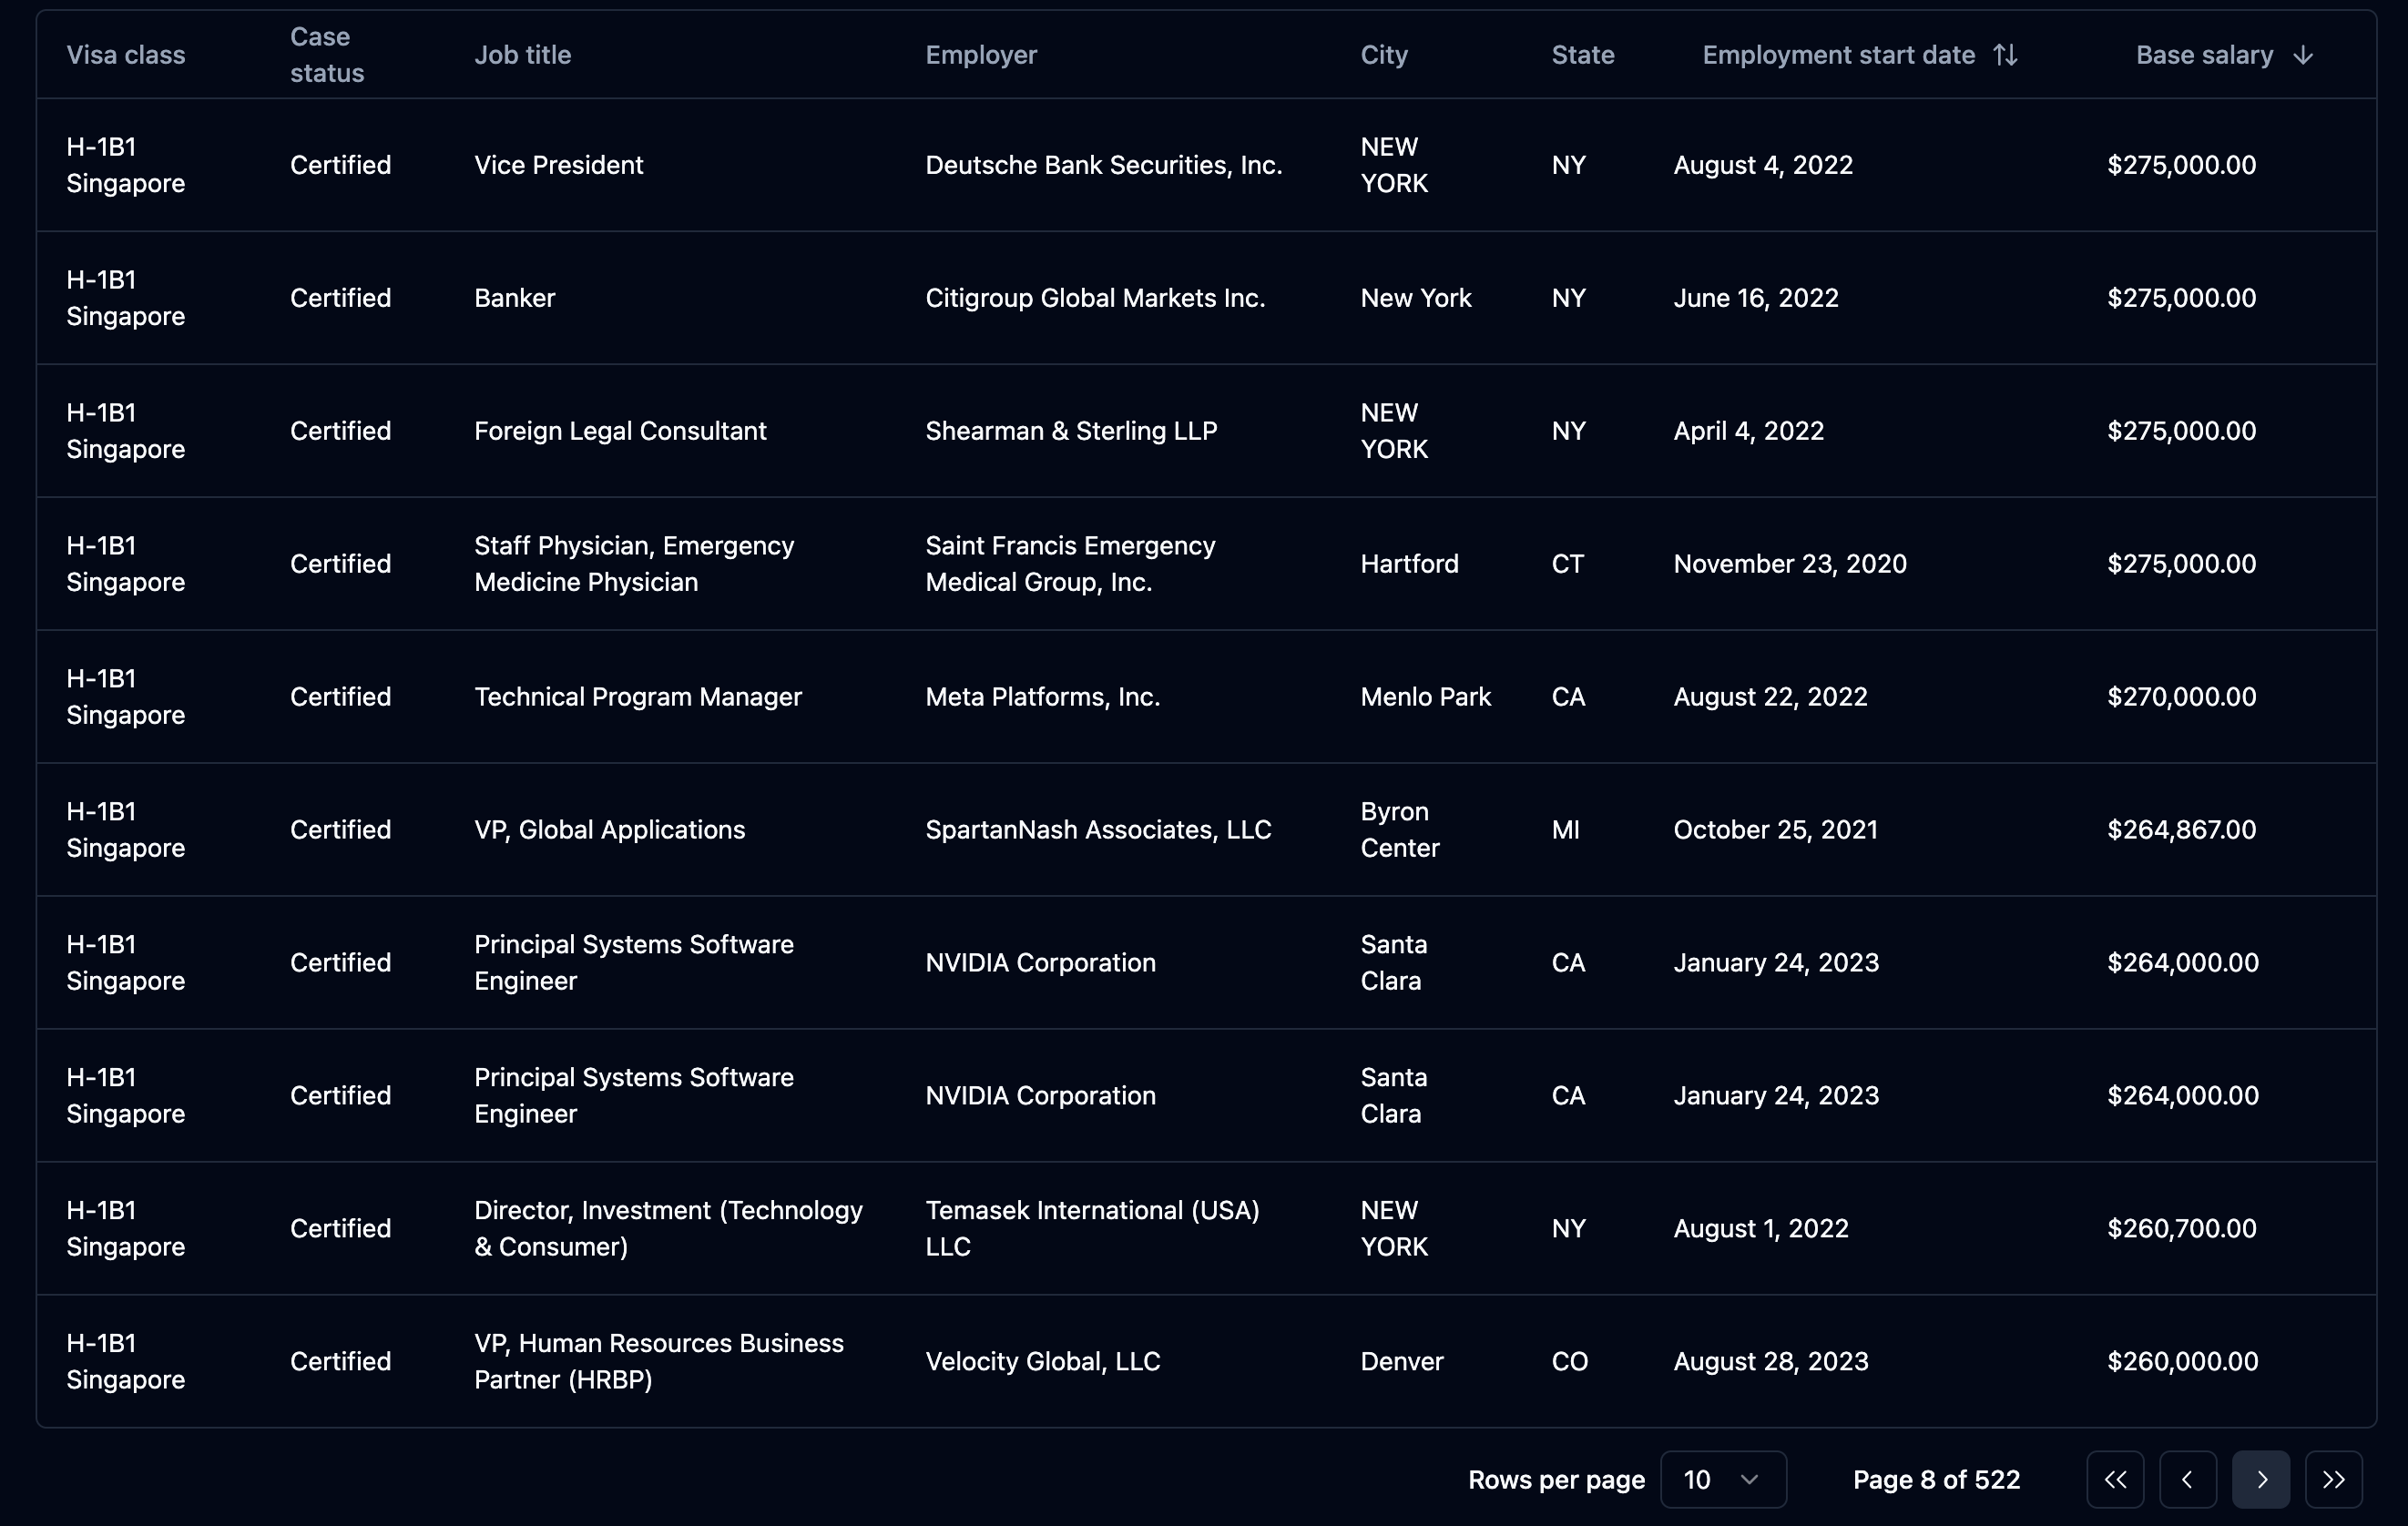 Visa class Case status Job title Employer City State Employment start date Base salary
H-1B1 Singapore Certified Vice President Deutsche Bank Securities, Inc. NEW YORK NY August 4, 2022 $275,000.00
H-1B1 Singapore Certified Banker Citigroup Global Markets Inc. New York NY June 16, 2022 $275,000.00
H-1B1 Singapore Certified Foreign Legal Consultant Shearman & Sterling LLP NEW YORK NY April 4, 2022 $275,000.00
H-1B1 Singapore Certified Staff Physician, Emergency Medicine Physician Saint Francis Emergency Medical Group, Inc. Hartford CT November 23, 2020 $275,000.00
H-1B1 Singapore Certified Technical Program Manager Meta Platforms, Inc. Menlo Park CA August 22, 2022 $270,000.00
H-1B1 Singapore Certified VP, Global Applications SpartanNash Associates, LLC Byron Center MI October 25, 2021 $264,867.00
H-1B1 Singapore Certified Principal Systems Software Engineer NVIDIA Corporation Santa Clara CA January 24, 2023 $264,000.00
H-1B1 Singapore Certified Principal Systems Software Engineer NVIDIA Corporation Santa Clara CA January 24, 2023 $264,000.00
H-1B1 Singapore Certified Director, Investment (Technology & Consumer) Temasek International (USA) LLC NEW YORK NY August 1, 2022 $260,700.00
H-1B1 Singapore Certified VP, Human Resources Business Partner (HRBP) Velocity Global, LLC Denver CO August 28, 2023 $260,000.00
Rows per page 10 Page 8 of 522